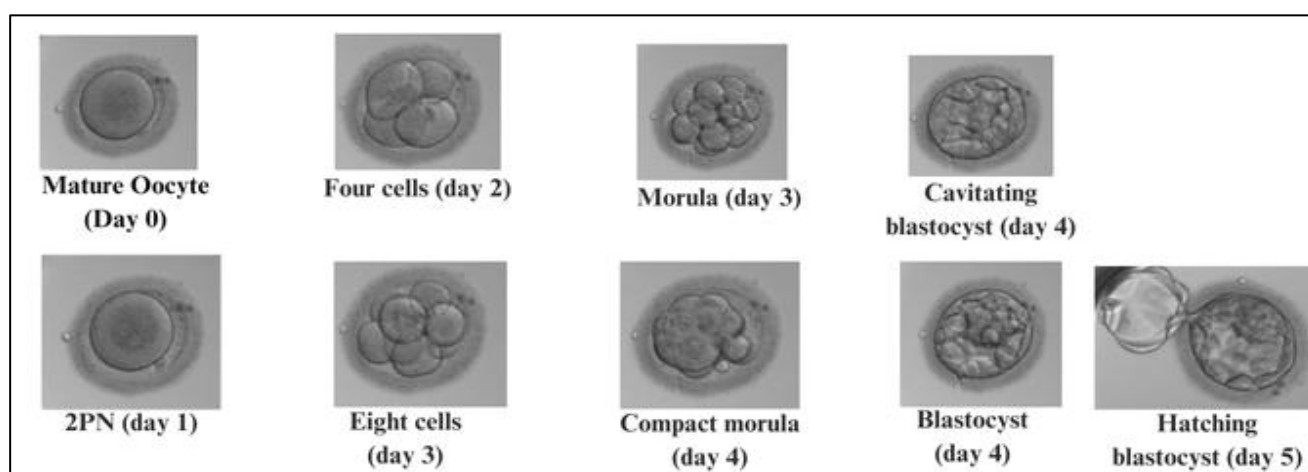 Mature Oocyte
(Day 0)
Four cells (day 2)
Morula (day 3)
Cavitating
blastocyst (day 4)
2PN (day 1)
Eight cells
(day 3)
Compact morula
(day 4)
Blastocyst
(day 4)
Hatching
blastocyst (day 5)